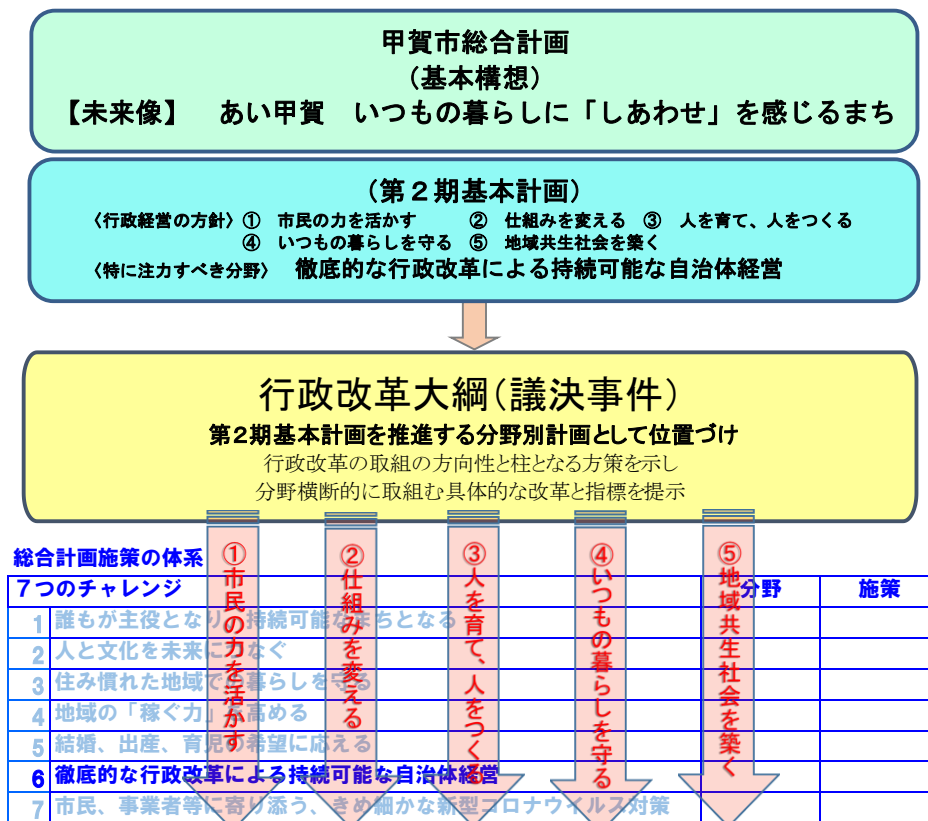 甲賀市総合計画
(基本構想)
【未来像】 あい甲賀 いつもの暮らしに「しあわせ」を感じるまち
(第2期基本計画)
〈行政経営の方針〉① 市民の力を活かす ② 仕組みを変える ③ 人を育て、人をつくる
④ いつもの暮らしを守る ⑤ 地域共生社会を築く
〈特に注力すべき分野〉 徹底的な行政改革による持続可能な自治体経営
行政改革大綱(議決事件)
第2期基本計画を推進する分野別計画として位置づけ
行政改革の取組の方向性と柱となる方策を示し
分野横断的に取組む具体的な改革と指標を提示
総合計画施策の体系
①市民の力を活かす
②仕組みを変える
③人を育て、人をつくる
④いつもの暮らしを守る
⑤地域共生社会を築く
7つのチャレンジ 分野 施策
1 誰もが主役となり、持続可能なまちとなる
2 人と文化を未来につなぐ
3 住み慣れた地域での暮らしを守る
4 地域の「稼ぐ力」を高める
5 結婚、出産、育児の希望に応える
6 徹底的な行政改革による持続可能な自治体経営
7 市民、事業者等に寄り添う、きめ細かな新型コロナウイルス対策